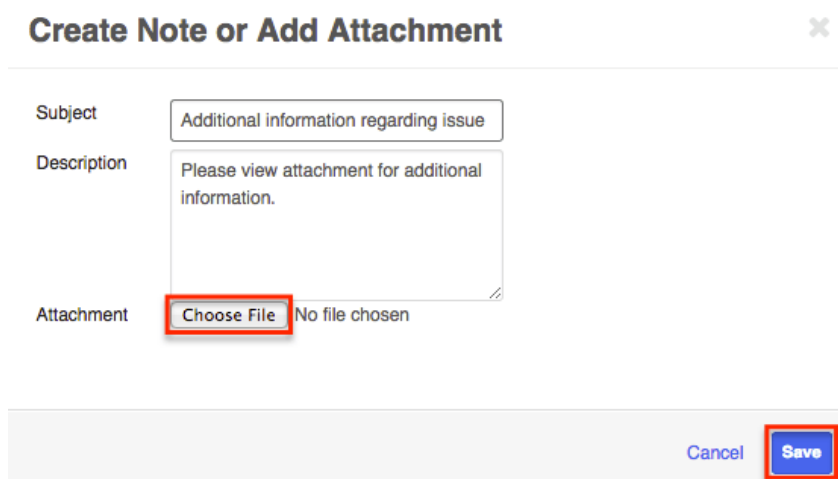 Create Note or Add Attachment
Subject
Additional information regarding issue
Description
Please view attachment for additional
information.
Attachment
Choose File No file chosen
Cancel
Save